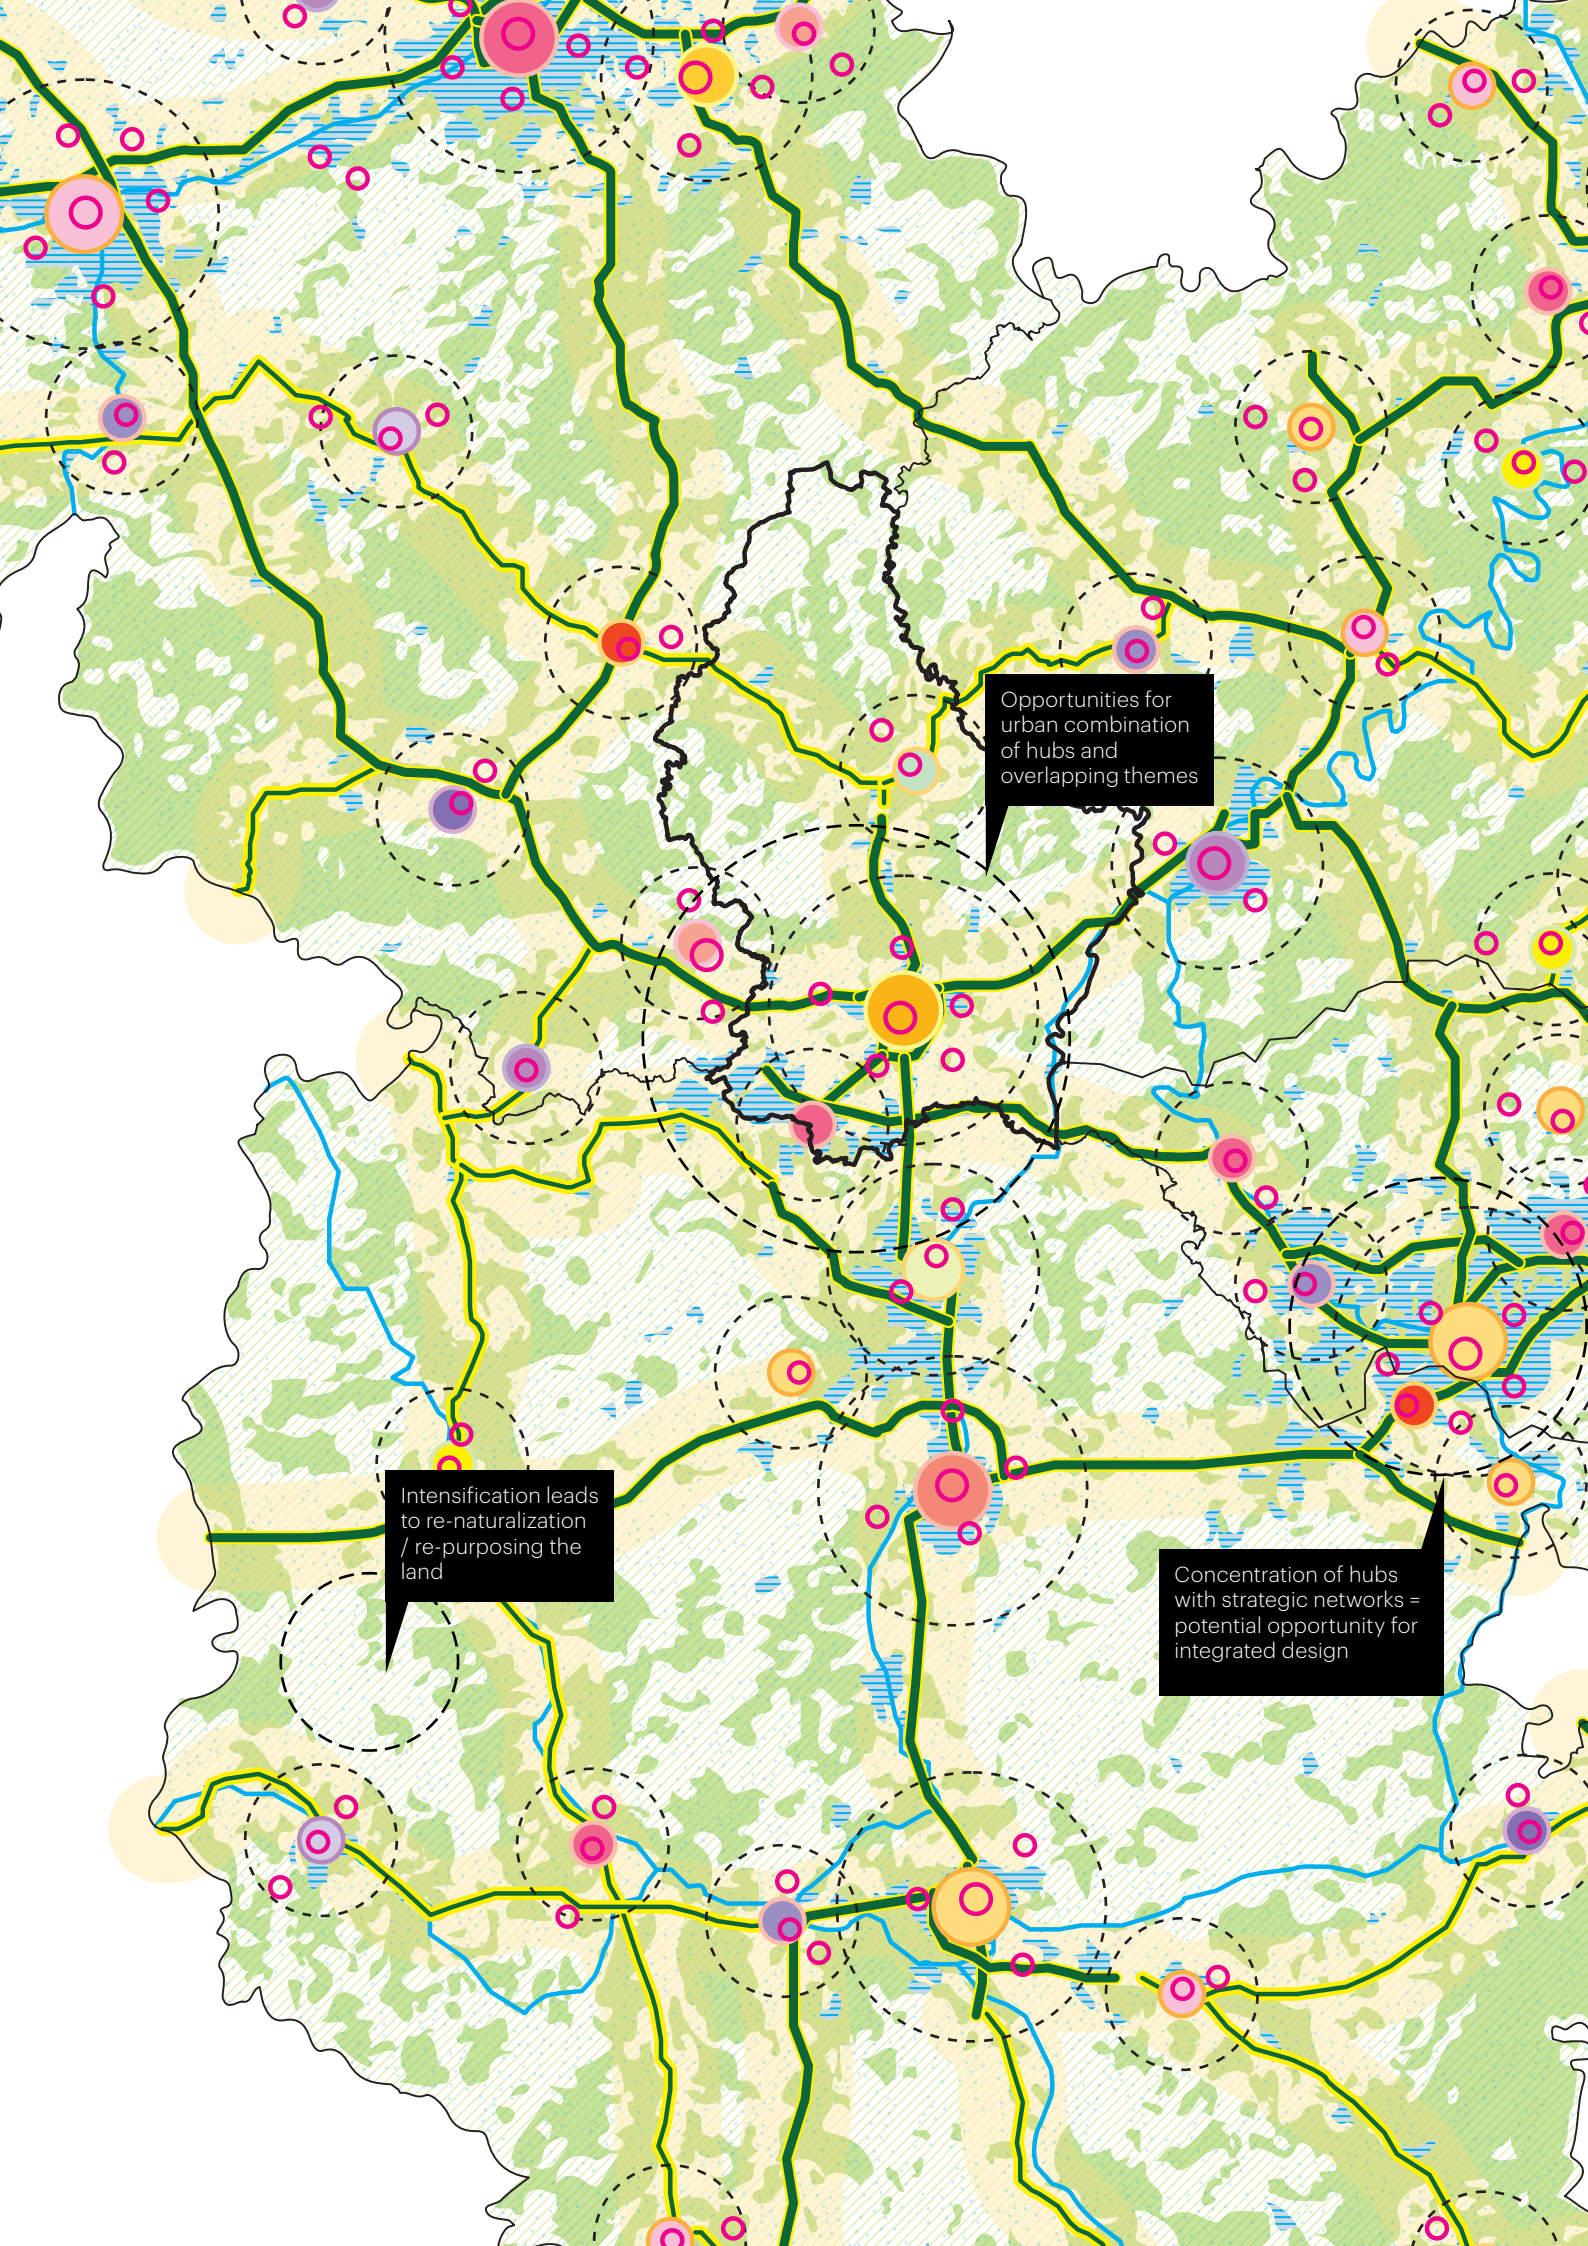 Opportunities for
urban combination
of hubs and
overlapping themes
Intensification leads
to re-naturalization
/ re-purposing the
land
Concentration of hubs
with strategic networks =
potential opportunity for
integrated design